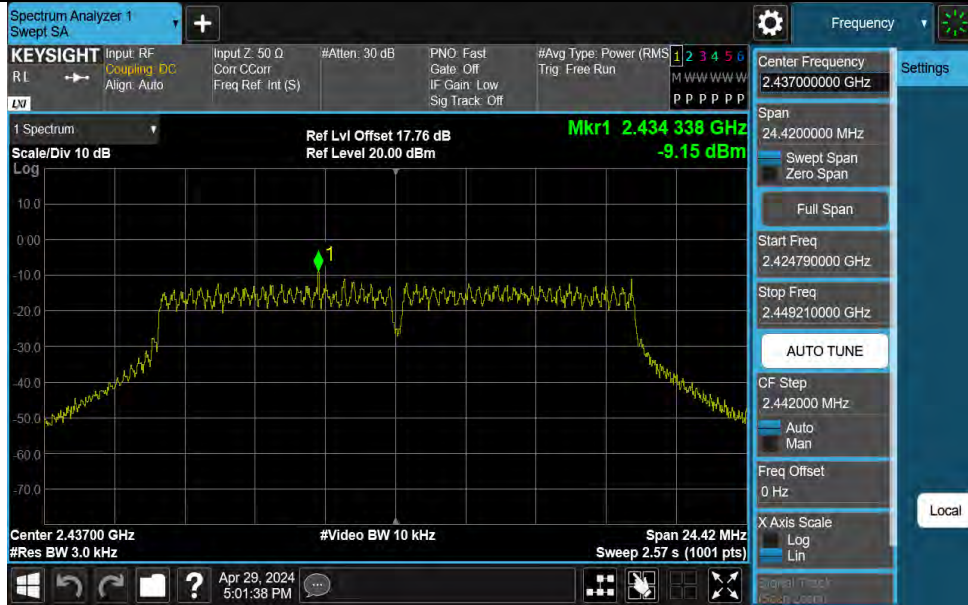 Spectrum Analyzer 1
Swept SA
Frequency
KEYSIGHT
RL
LXI
Input: RF
Coupling: DC
Align: Auto
Input Z: 50 Ω
Corr CCorr
Freq Ref: Int (S)
#Atten: 30 dB
PNO: Fast
Gate: Off
IF Gain: Low
Sig Track: Off
#Avg Type: Power (RMS
Trig: Free Run
1 2 3 4 5 6
M W W W W W
P P P P P P
1 Spectrum
Scale/Div 10 dB
Ref Lvl Offset 17.76 dB
Ref Level 20.00 dBm
Mkr1 2.434 338 GHz
-9.15 dBm
Log
10.0
0.00
-10.0
-20.0
-30.0
-40.0
-50.0
-60.0
-70.0
1
Center 2.43700 GHz
#Res BW 3.0 kHz
#Video BW 10 kHz
Span 24.42 MHz
Sweep 2.57 s (1001 pts)
Center Frequency
2.437000000 GHz
Span
24.4200000 MHz
Swept Span
Zero Span
Full Span
Start Freq
2.424790000 GHz
Stop Freq
2.449210000 GHz
AUTO TUNE
CF Step
2.442000 MHz
Auto
Man
Freq Offset
0 Hz
X Axis Scale
Log
Lin
Signal Track
(Span Zoom)
Settings
Local
?
Apr 29, 2024
5:01:38 PM